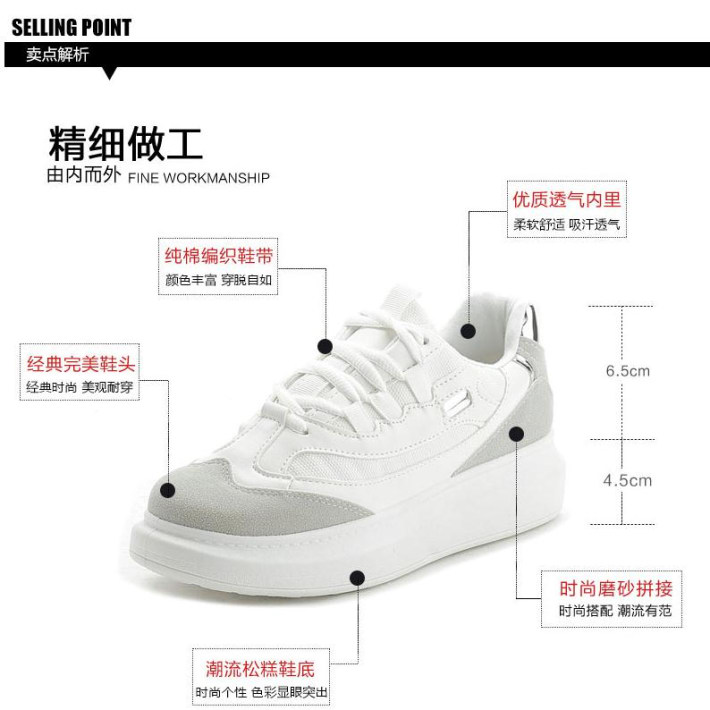 SELLING POINT
卖点解析
精细做工
由内而外 FINE WORKMANSHIP
优质透气内里
柔软舒适 吸汗透气
纯棉编织鞋带
颜色丰富 穿脱自如
经典完美鞋头
经典时尚 美观耐穿
6.5cm
4.5cm
时尚磨砂拼接
时尚搭配 潮流有范
潮流松糕鞋底
时尚个性 色彩显眼突出